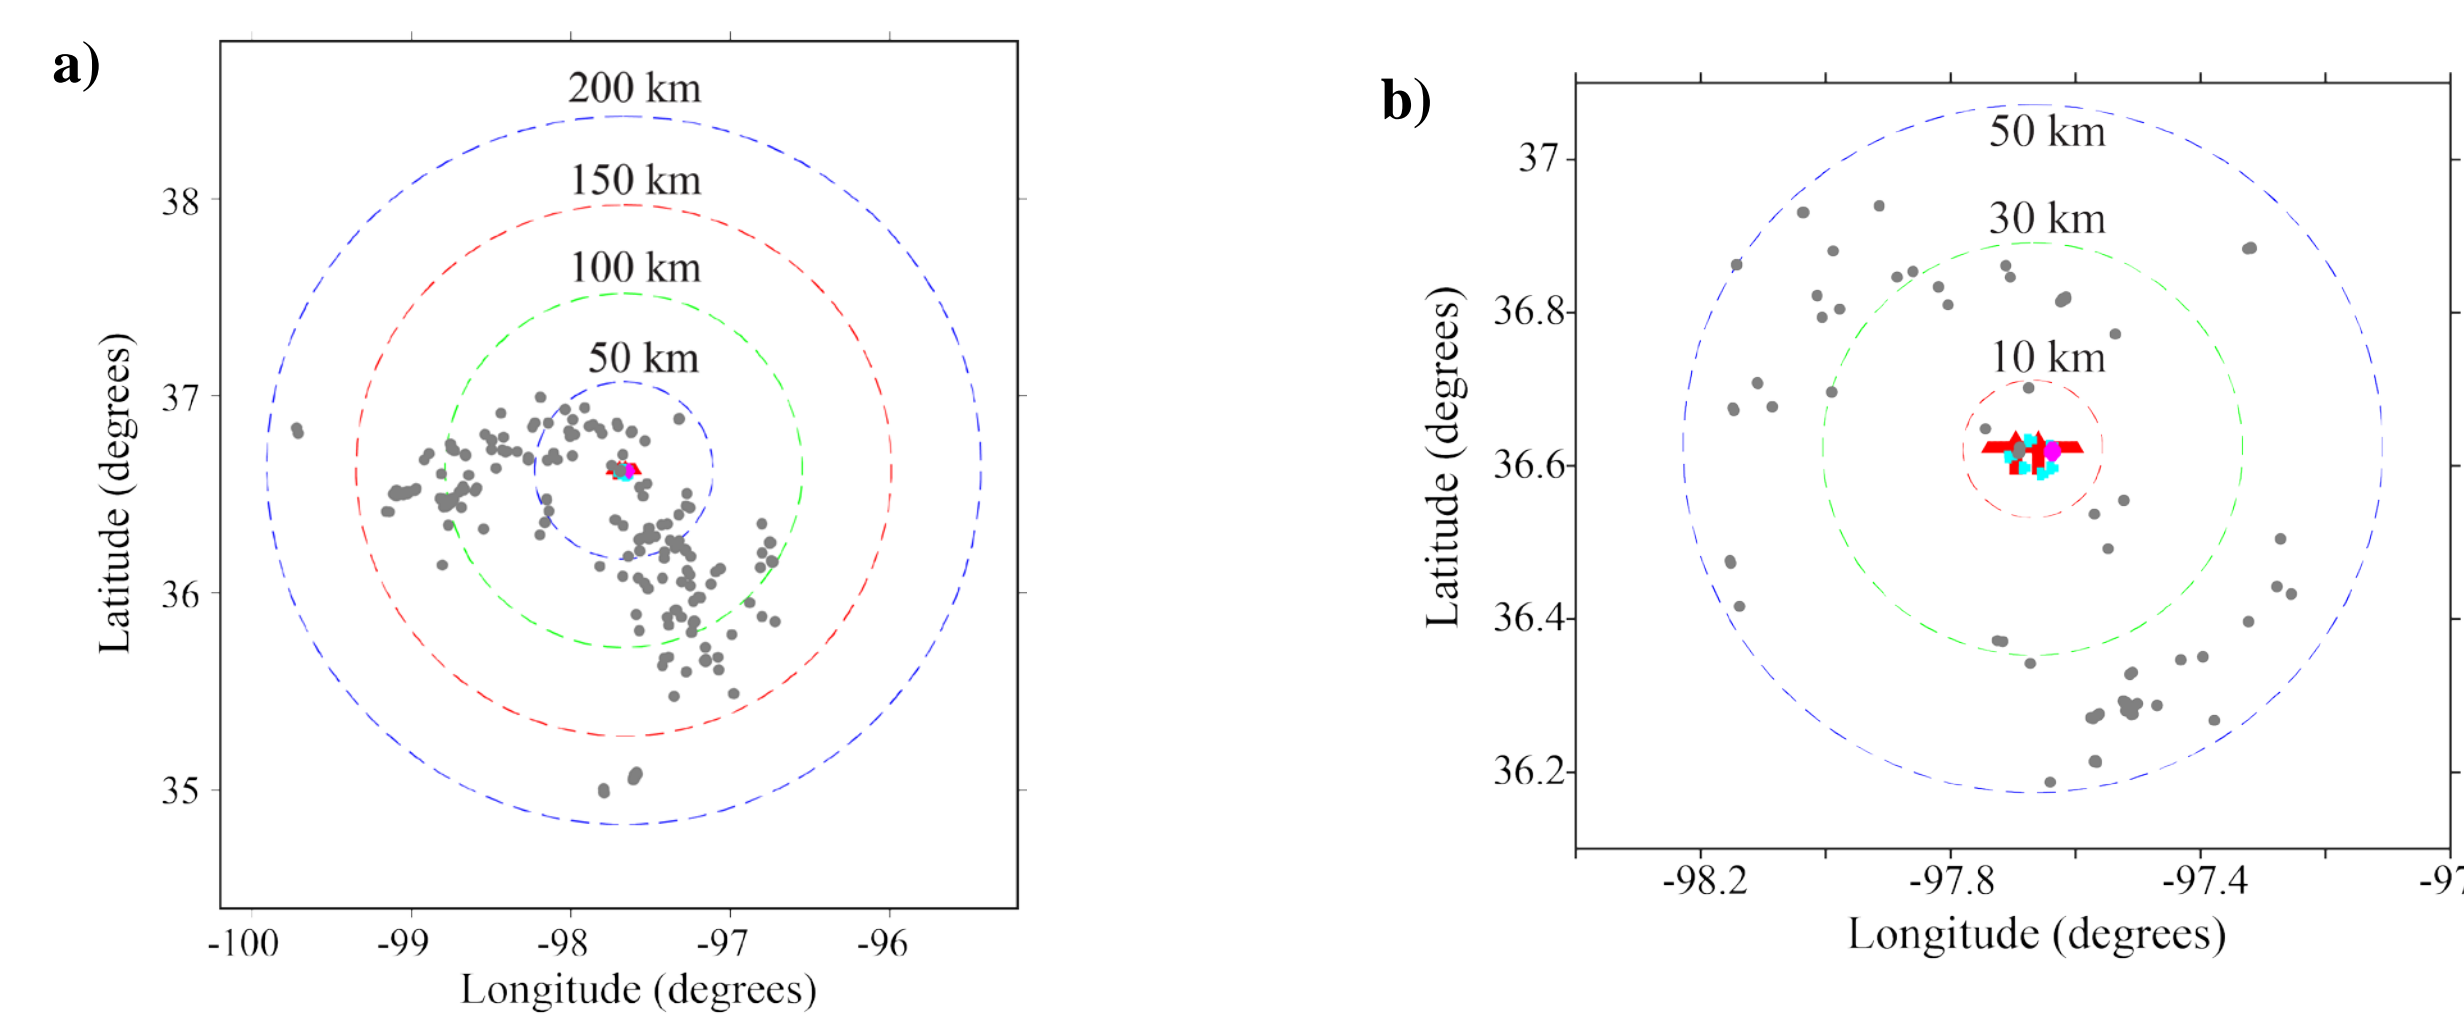 a)
200 km
150 km
100 km
50 km
38
37
36
35
Latitude (degrees)
-100 -99 -98 -97 -96
Longitude (degrees)
b)
50 km
30 km
10 km
37
36.8
36.6
36.4
36.2
Latitude (degrees)
-98.2 -97.8 -97.4 -97
Longitude (degrees)